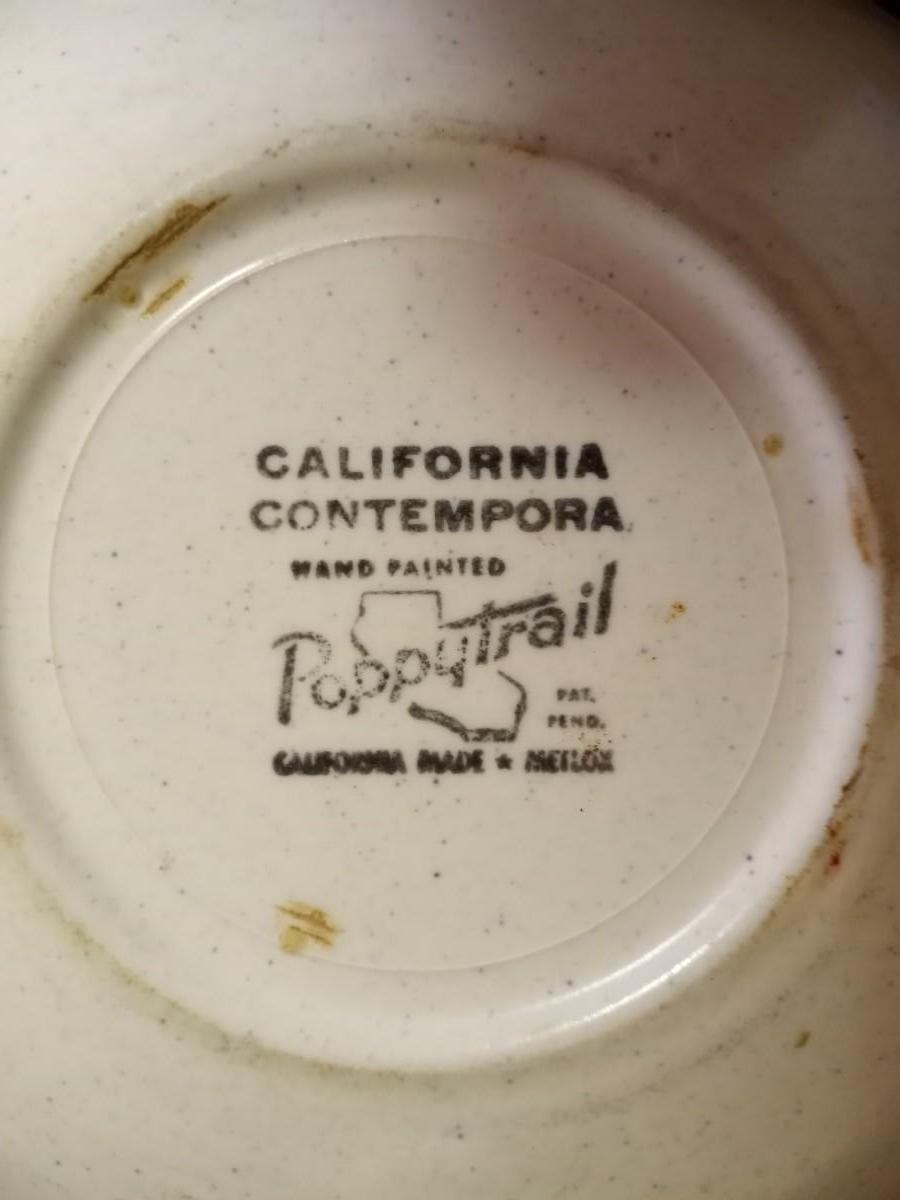 CALIFORNIA
CONTEMPORA
HAND PAINTED
Poppytrail
PAT.
PEND.
CALIFORNIA MADE ★ METLOX